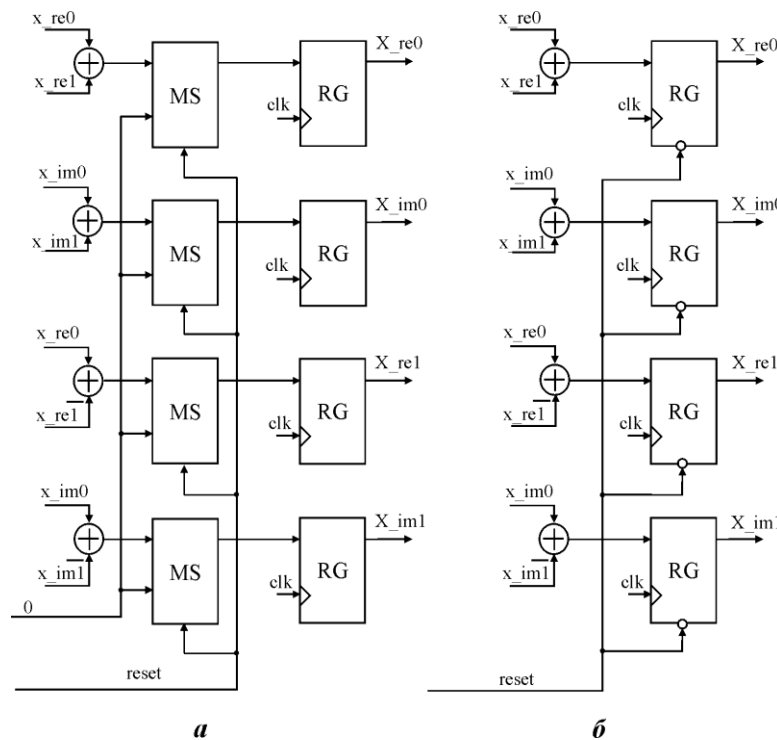 x_re0
x_re1
MS
clk
RG
X_re0
x_im0
x_im1
MS
clk
RG
X_im0
x_re0
x_re1
MS
clk
RG
X_re1
x_im0
x_im1
MS
clk
RG
X_im1
0
reset
а
x_re0
x_re1
clk
RG
X_re0
x_im0
x_im1
clk
RG
X_im0
x_re0
x_re1
clk
RG
X_re1
x_im0
x_im1
clk
RG
X_im1
reset
б